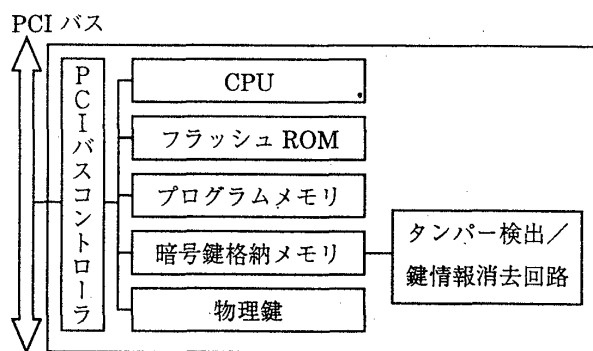 PCI バス
PCIバスコントローラ
CPU
フラッシュ ROM
プログラムメモリ
暗号鍵格納メモリ
物理鍵
タンパー検出／
鍵情報消去回路